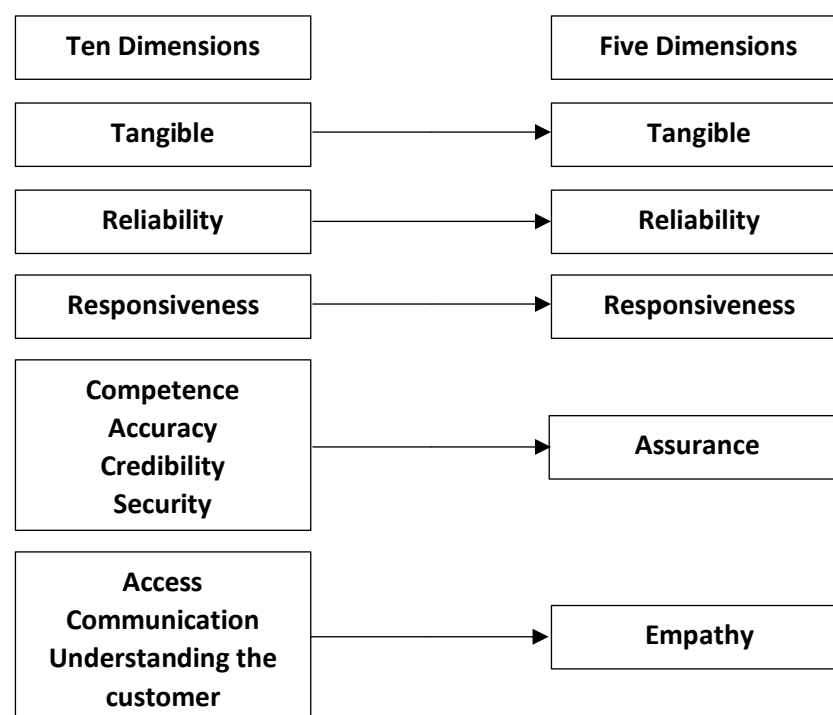 Ten Dimensions
Five Dimensions
Tangible
Tangible
Reliability
Reliability
Responsiveness
Responsiveness
Competence
Accuracy
Credibility
Security
Assurance
Access
Communication
Understanding the
customer
Empathy